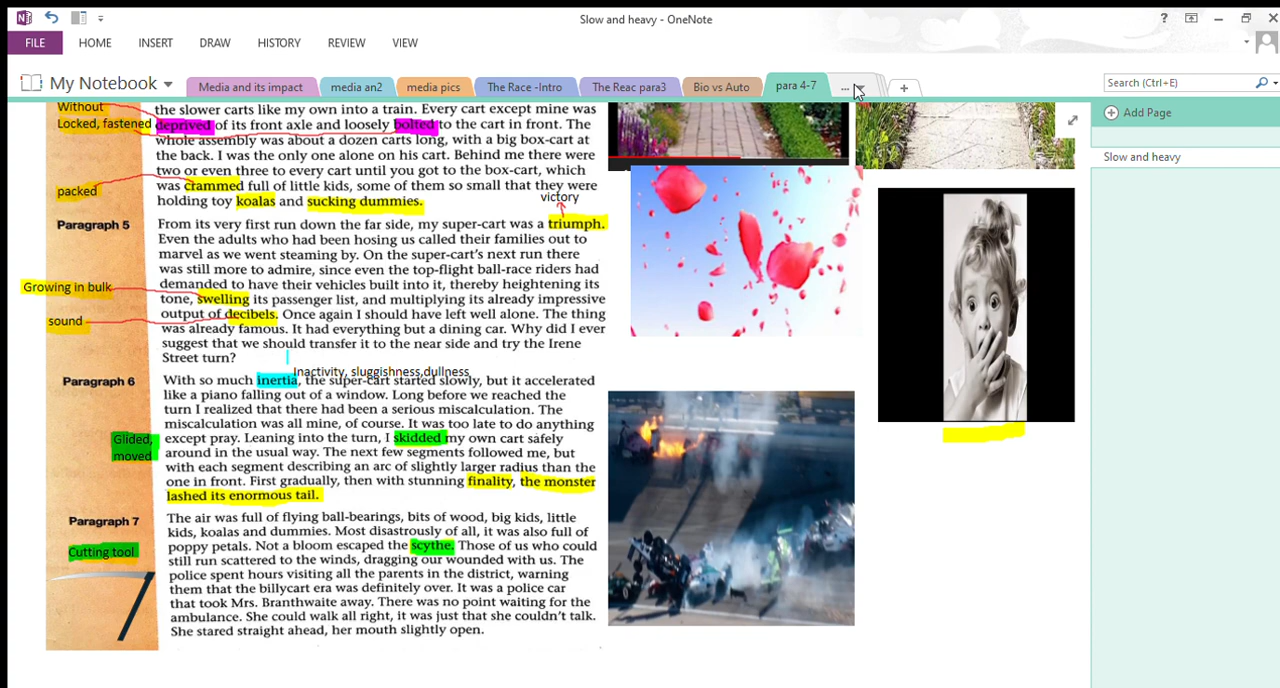 Slow and heavy - OneNote
?
FILE HOME INSERT DRAW HISTORY REVIEW VIEW
My Notebook
Media and its impact
media an2
media pics
The Race -Intro
The Reac para3
Bio vs Auto
para 4-7
...
+
Search (Ctrl+E)
Add Page
Slow and heavy
Without
Locked, fastened
packed
the slower carts like my own into a train. Every cart except mine was
deprived of its front axle and loosely bolted to the cart in front. The
whole assembly was about a dozen carts long, with a big box-cart at
the back. I was the only one alone on his cart. Behind me there were
two or even three to every cart until you got to the box-cart, which
was crammed full of little kids, some of them so small that they were
holding toy koalas and sucking dummies.
victory
Paragraph 5
From its very first run down the far side, my super-cart was a triumph.
Even the adults who had been hosing us called their families out to
marvel as we went steaming by. On the super-cart's next run there
was still more to admire, since even the top-flight ball-race riders had
demanded to have their vehicles built into it, thereby heightening its
tone, swelling its passenger list, and multiplying its already impressive
output of decibels. Once again I should have left well alone. The thing
was already famous. It had everything but a dining car. Why did I ever
suggest that we should transfer it to the near side and try the Irene
Street turn?
Growing in bulk
sound
Inactivity, sluggishness,dullness
Paragraph 6
With so much inertia, the super-cart started slowly, but it accelerated
like a piano falling out of a window. Long before we reached the
turn I realized that there had been a serious miscalculation. The
miscalculation was all mine, of course. It was too late to do anything
except pray. Leaning into the turn, I skidded my own cart safely
around in the usual way. The next few segments followed me, but
with each segment describing an arc of slightly larger radius than the
one in front. First gradually, then with stunning finality, the monster
lashed its enormous tail.
Glided,
moved
Paragraph 7
The air was full of flying ball-bearings, bits of wood, big kids, little
kids, koalas and dummies. Most disastrously of all, it was also full of
poppy petals. Not a bloom escaped the scythe. Those of us who could
still run scattered to the winds, dragging our wounded with us. The
police spent hours visiting all the parents in the district, warning
them that the billycart era was definitely over. It was a police car
that took Mrs. Branthwaite away. There was no point waiting for the
ambulance. She could walk all right, it was just that she couldn't talk.
She stared straight ahead, her mouth slightly open.
Cutting tool